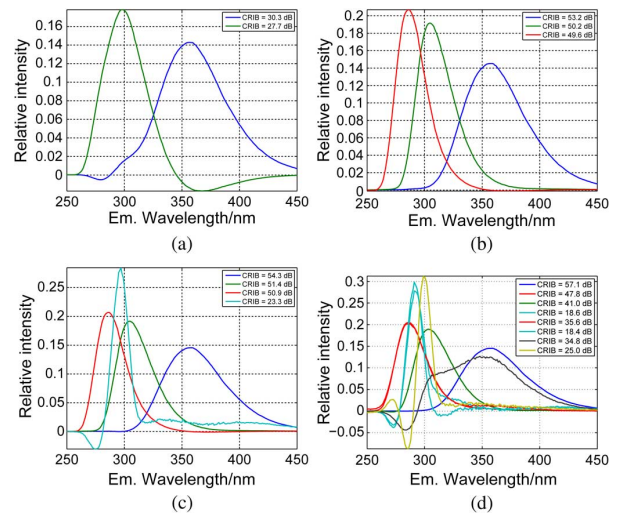 CRIB = 30.3 dB
CRIB = 27.7 dB
0.16
0.14
0.12
0.1
0.08
0.06
0.04
0.02
0
Relative intensity
250 300 350 400 450
Em. Wavelength/nm
(a)
CRIB = 53.2 dB
CRIB = 50.2 dB
CRIB = 49.6 dB
0.2
0.18
0.16
0.14
0.12
0.1
0.08
0.06
0.04
0.02
0
Relative intensity
250 300 350 400 450
Em. Wavelength/nm
(b)
CRIB = 54.3 dB
CRIB = 51.4 dB
CRIB = 50.9 dB
CRIB = 23.3 dB
0.25
0.2
0.15
0.1
0.05
0
Relative intensity
250 300 350 400 450
Em. Wavelength/nm
(c)
CRIB = 57.1 dB
CRIB = 47.8 dB
CRIB = 41.0 dB
CRIB = 18.6 dB
CRIB = 35.6 dB
CRIB = 18.4 dB
CRIB = 34.8 dB
CRIB = 25.0 dB
0.3
0.25
0.2
0.15
0.1
0.05
0
−0.05
Relative intensity
250 300 350 400 450
Em. Wavelength/nm
(d)